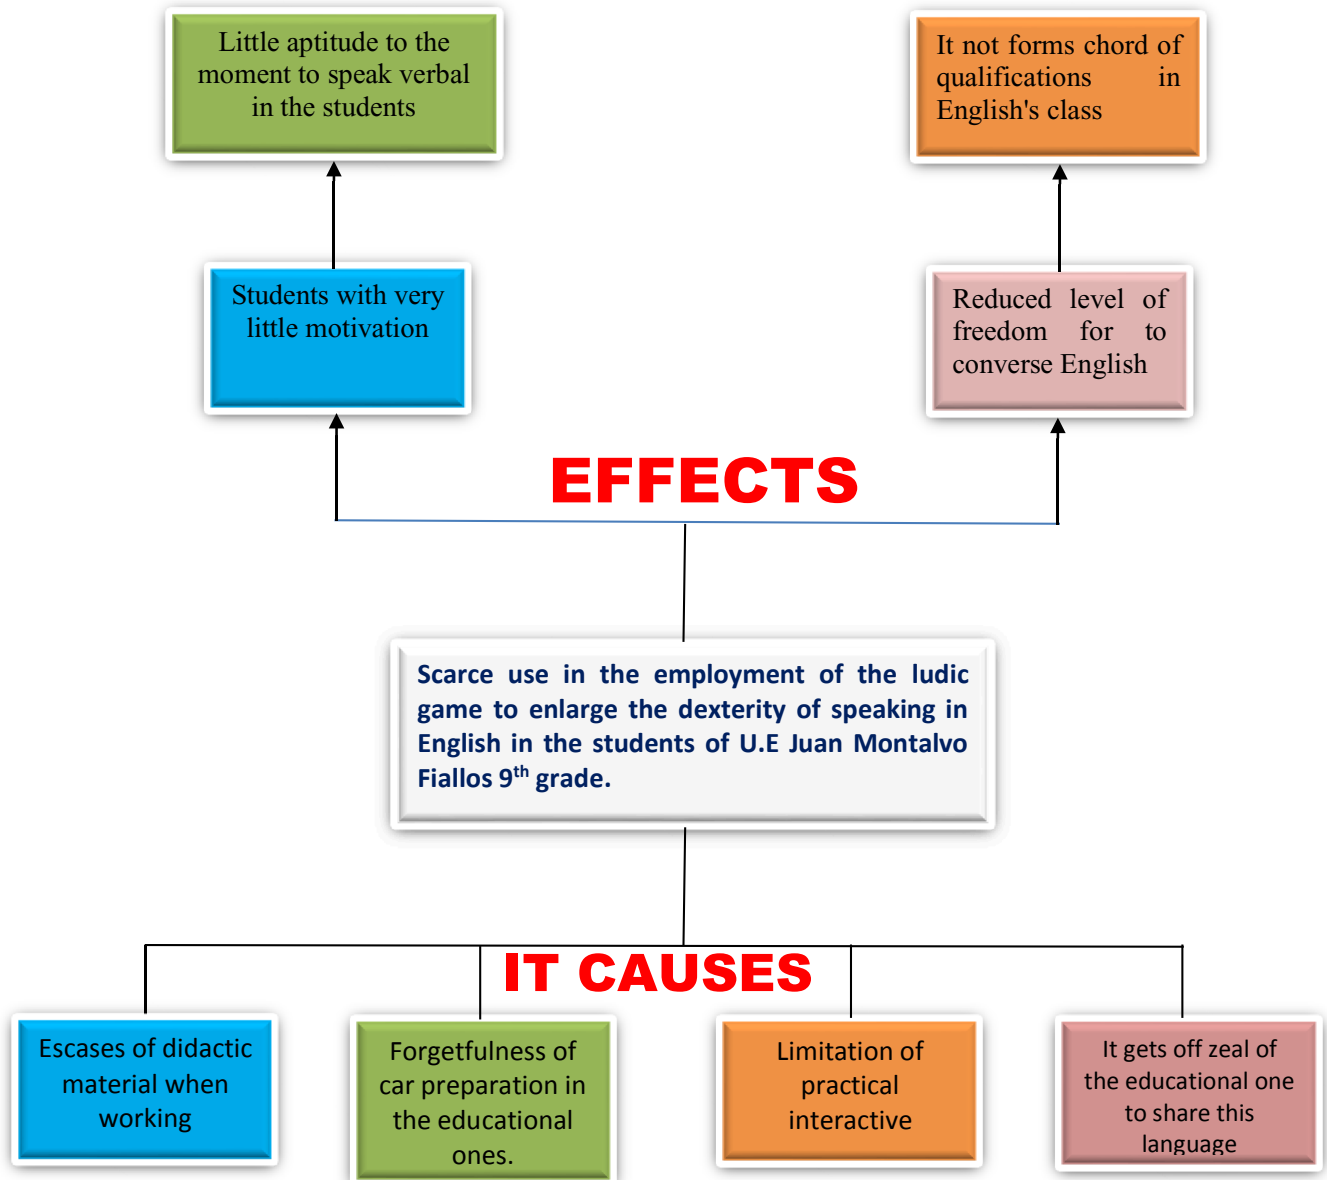 Little aptitude to the
moment to speak verbal
in the students
It not forms chord of
qualifications in
English's class
Students with very
little motivation
Reduced level of
freedom for to
converse English
EFFECTS
Scarce use in the employment of the ludic
game to enlarge the dexterity of speaking in
English in the students of U.E Juan Montalvo
Fiallos 9th grade.
IT CAUSES
Escases of didactic
material when
working
Forgetfulness of
car preparation in
the educational
ones.
Limitation of
practical
interactive
It gets off zeal of
the educational one
to share this
language